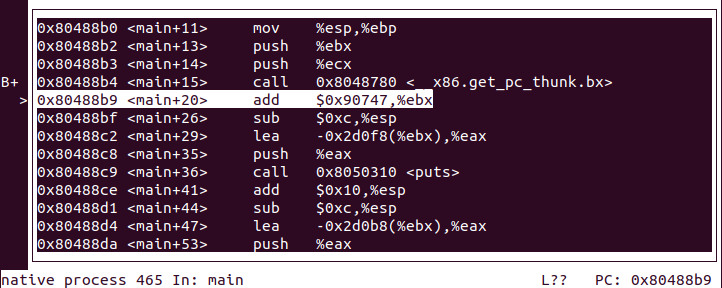 0x80488b0 <main+11>     mov    %esp,%ebp
0x80488b2 <main+13>     push   %ebx
0x80488b3 <main+14>     push   %ecx
B+ 0x80488b4 <main+15>     call   0x8048780 <__x86.get_pc_thunk.bx>
> 0x80488b9 <main+20>     add    $0x90747,%ebx
0x80488bf <main+26>     sub    $0xc,%esp
0x80488c2 <main+29>     lea    -0x2d0f8(%ebx),%eax
0x80488c8 <main+35>     push   %eax
0x80488c9 <main+36>     call   0x8050310 <puts>
0x80488ce <main+41>     add    $0x10,%esp
0x80488d1 <main+44>     sub    $0xc,%esp
0x80488d4 <main+47>     lea    -0x2d0b8(%ebx),%eax
0x80488da <main+53>     push   %eax
native process 465 In: main     L??   PC: 0x80488b9